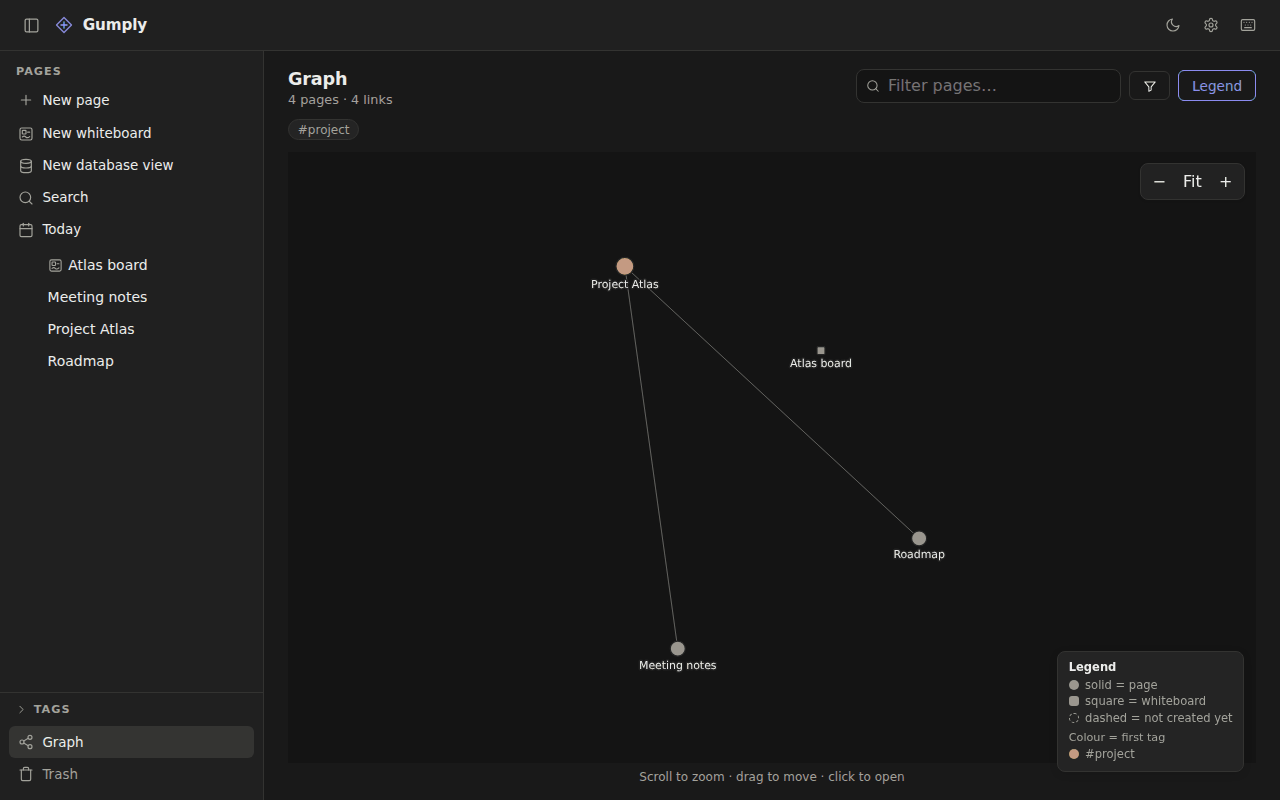 Gumply
PAGES
New page
New whiteboard
New database view
Search
Today
Atlas board
Meeting notes
Project Atlas
Roadmap
TAGS
Graph
Trash
Graph
4 pages · 4 links
Filter pages…
Legend
#project
− Fit +
Project Atlas
Atlas board
Roadmap
Meeting notes
Legend
solid = page
square = whiteboard
dashed = not created yet
Colour = first tag
#project
Scroll to zoom · drag to move · click to open